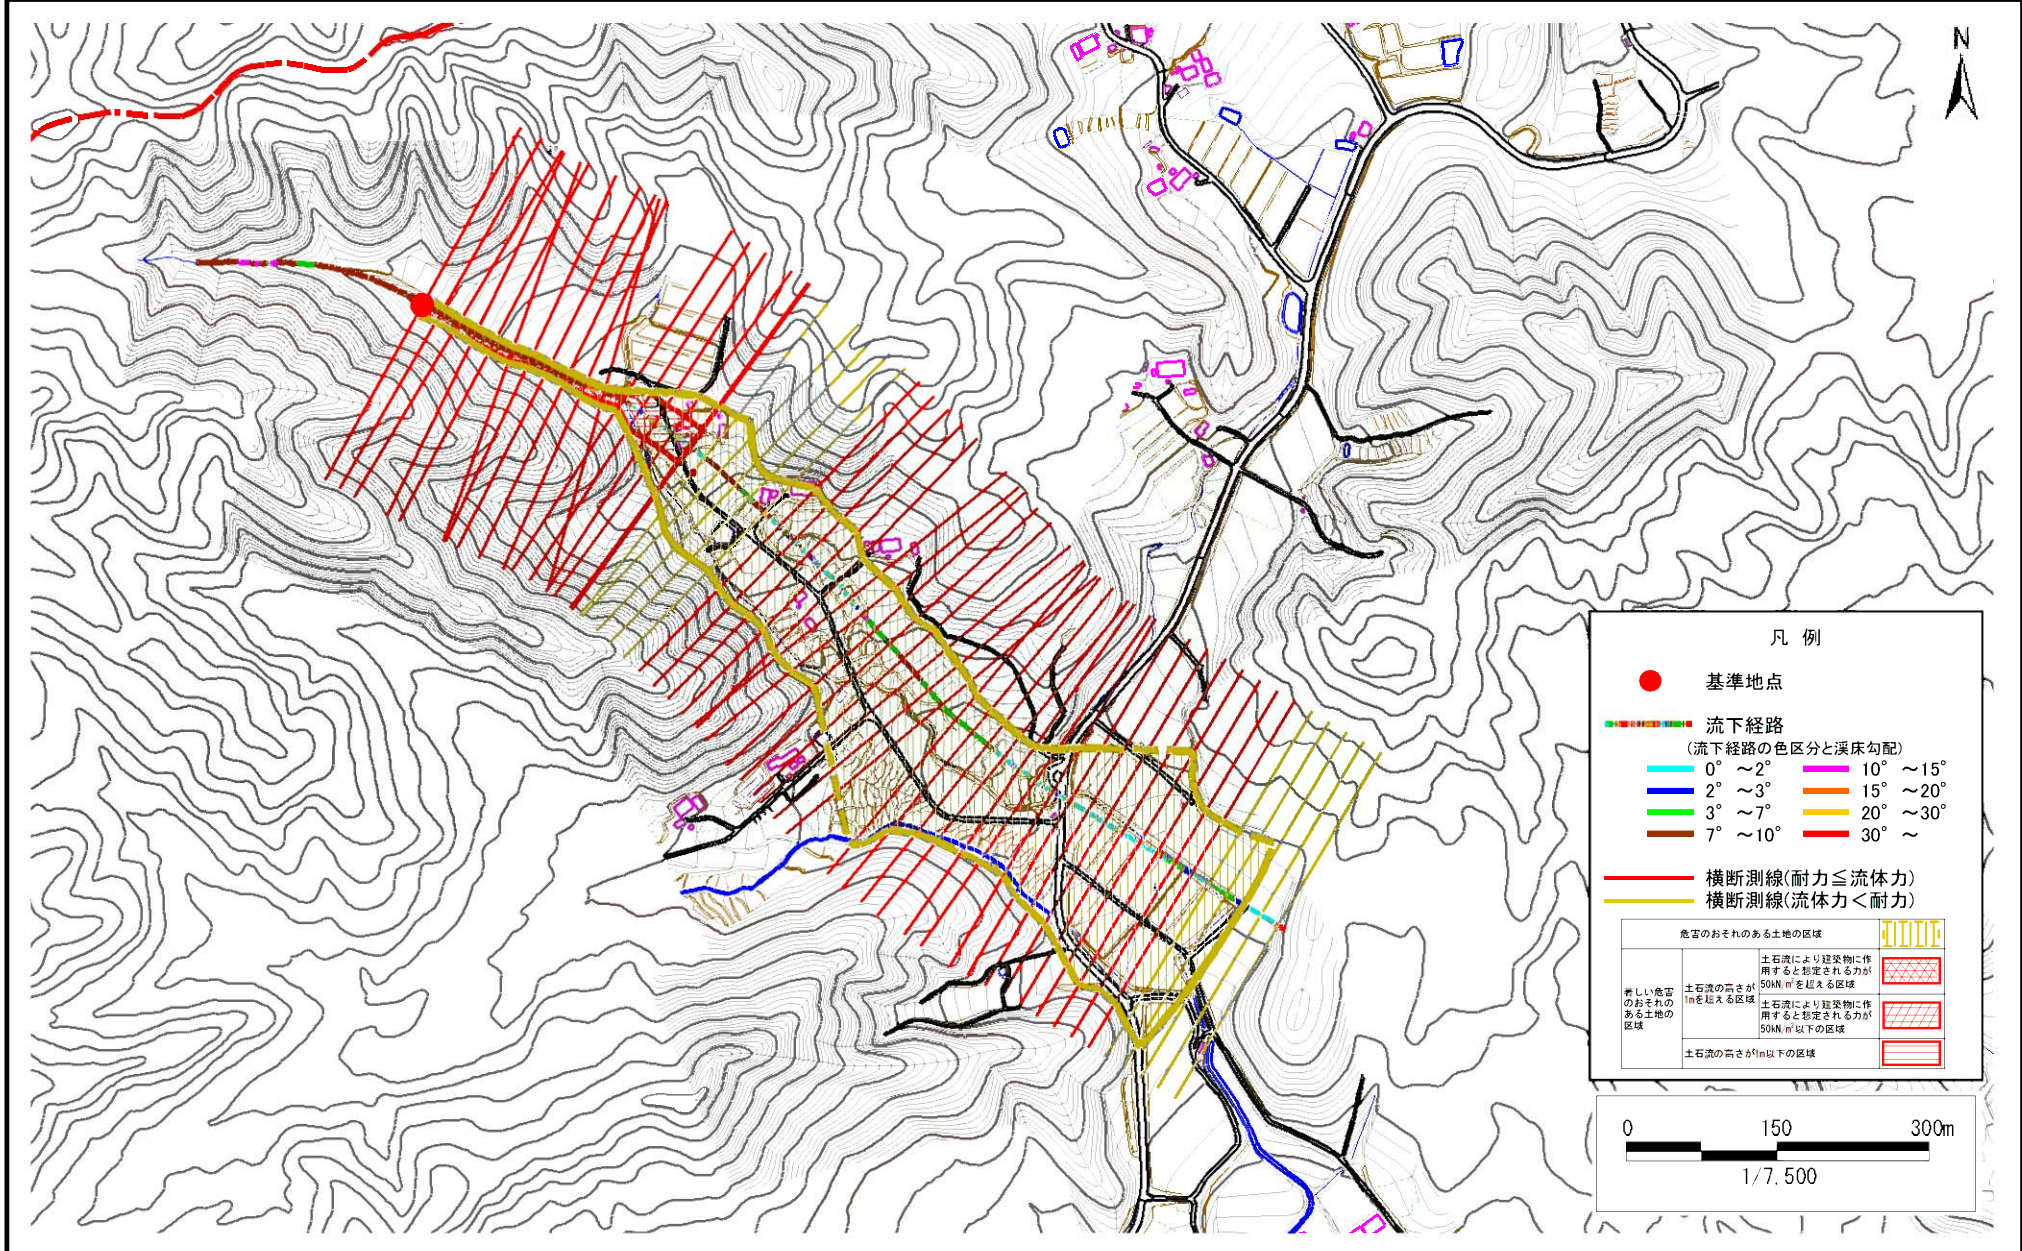 N
凡 例
基準地点
流下経路
(流下経路の色区分と渓床勾配)
0° ～2° 10° ～15°
2° ～3° 15° ～20°
3° ～7° 20° ～30°
7° ～10° 30° ～
横断測線(耐力≦流体力)
横断測線(流体力＜耐力)
危害のおそれのある土地の区域
著しい危害
のおそれの
ある土地の
区域
土石流の高さが
1mを超える区域
土石流により建築物に作
用すると想定される力が
50kN/㎡を超える区域
土石流により建築物に作
用すると想定される力が
50kN/㎡以下の区域
土石流の高さが1m以下の区域
0 150 300m
1/7,500